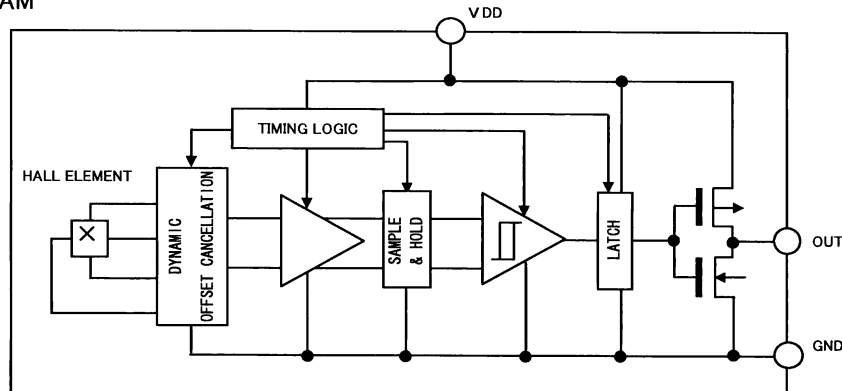 AM
VDD
TIMING LOGIC
HALL ELEMENT
DYNAMIC
OFFSET CANCELLATION
SAMPLE
& HOLD
LATCH
OUT
GND